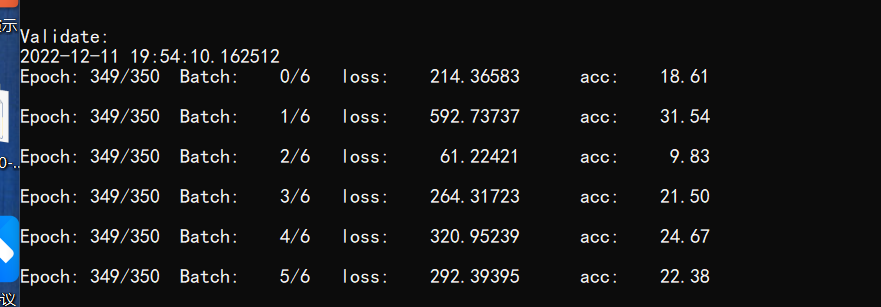 示
Validate:
2022-12-11 19:54:10.162512
Epoch: 349/350 Batch: 0/6 loss: 214.36583 acc: 18.61
Epoch: 349/350 Batch: 1/6 loss: 592.73737 acc: 31.54
Epoch: 349/350 Batch: 2/6 loss: 61.22421 acc: 9.83
0-..
Epoch: 349/350 Batch: 3/6 loss: 264.31723 acc: 21.50
Epoch: 349/350 Batch: 4/6 loss: 320.95239 acc: 24.67
Epoch: 349/350 Batch: 5/6 loss: 292.39395 acc: 22.38
议